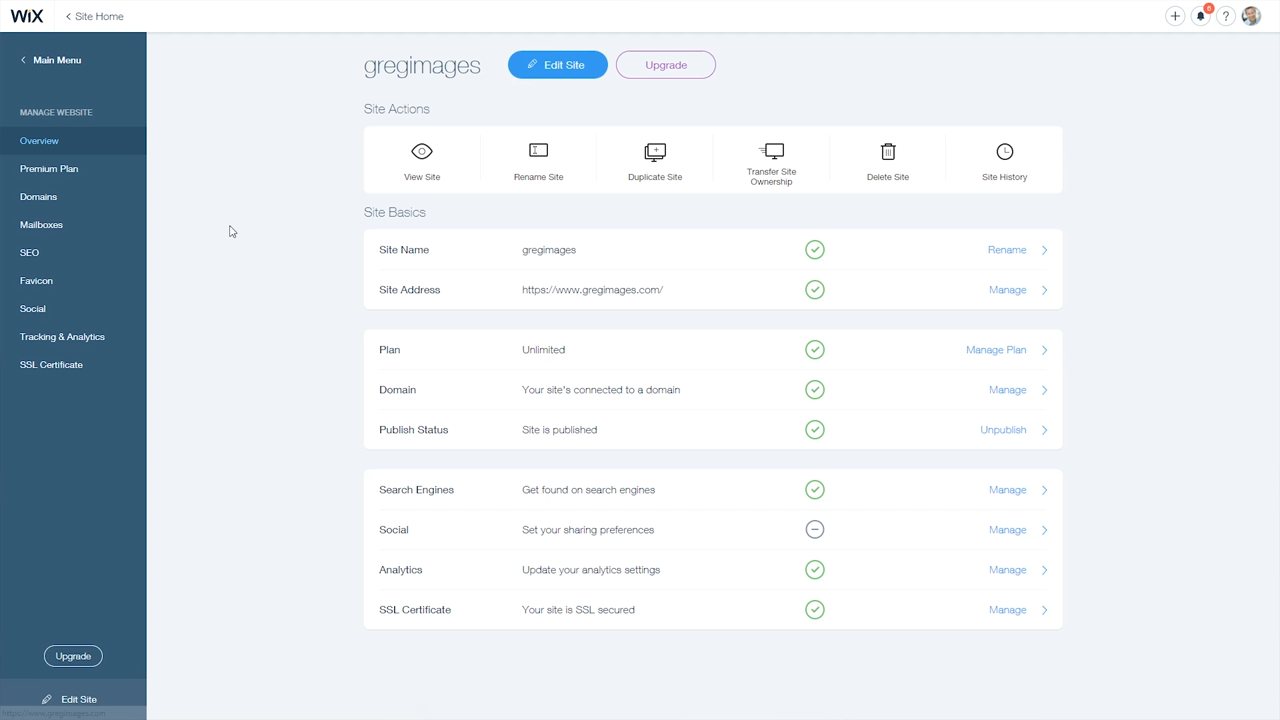 WiX
Site Home
6
?
Main Menu
gregimages
Edit Site
Upgrade
MANAGE WEBSITE
Overview
Premium Plan
Domains
Mailboxes
SEO
Favicon
Social
Tracking & Analytics
SSL Certificate
Upgrade
Edit Site
https://www.gregimages.com
Site Actions
View Site
Rename Site
Duplicate Site
Transfer Site
Ownership
Delete Site
Site History
Site Basics
Site Name gregimages Rename
Site Address https://www.gregimages.com/ Manage
Plan Unlimited Manage Plan
Domain Your site's connected to a domain Manage
Publish Status Site is published Unpublish
Search Engines Get found on search engines Manage
Social Set your sharing preferences Manage
Analytics Update your analytics settings Manage
SSL Certificate Your site is SSL secured Manage